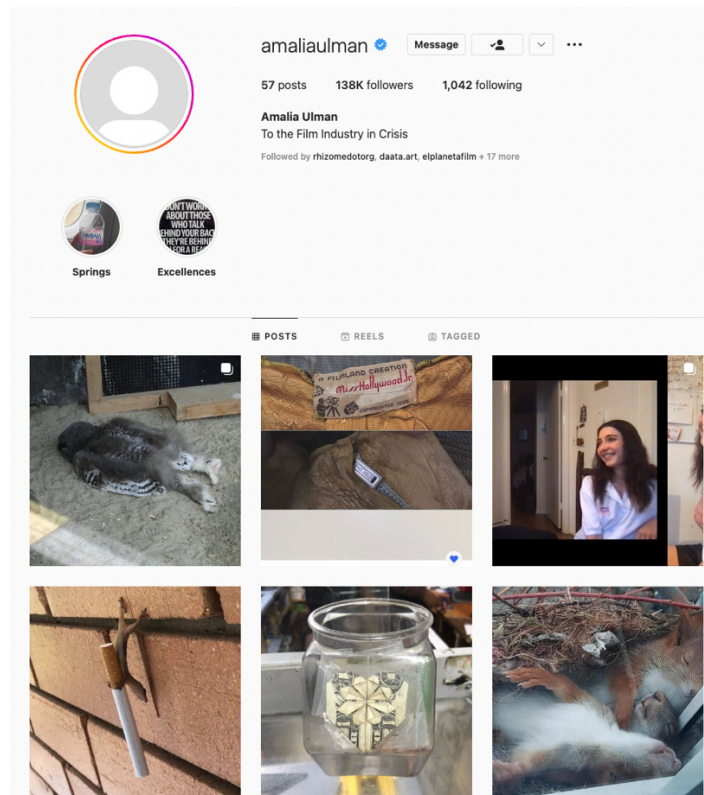 amaliaulman
Message
57 posts 138K followers 1,042 following
Amalia Ulman
To the Film Industry in Crisis
Followed by rhizomedotorg, daata.art, elplanetafilm + 17 more
DON'T WORRY
ABOUT THOSE
WHO TALK
BEHIND YOUR BACK
THEY'RE BEHIND
FOR A REA
Springs Excellences
POSTS REELS TAGGED
A FILMLAND CREATION
Miss Hollywood Jr.